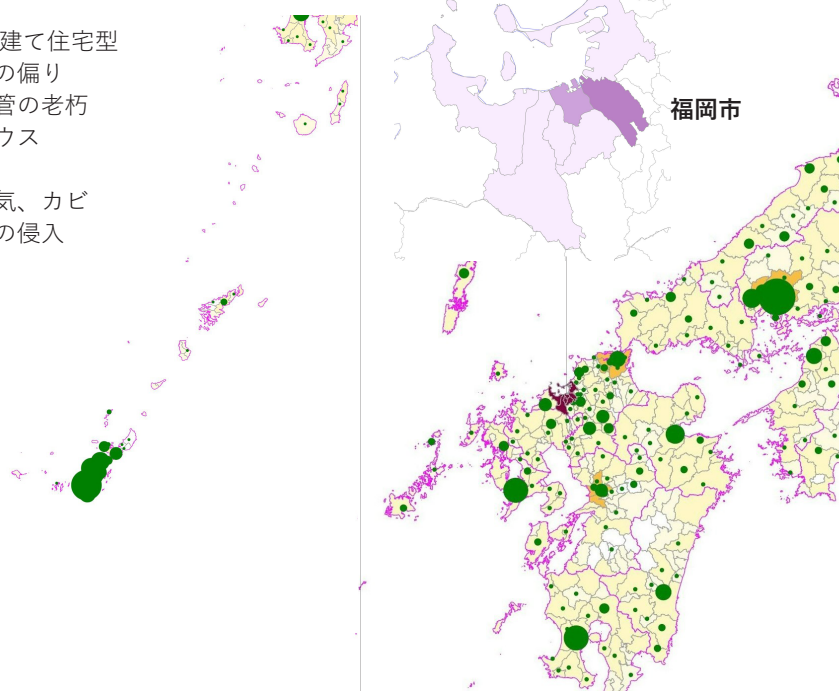 建て住宅型
の偏り
管の老朽
ウス
気、カビ
の侵入
福岡市